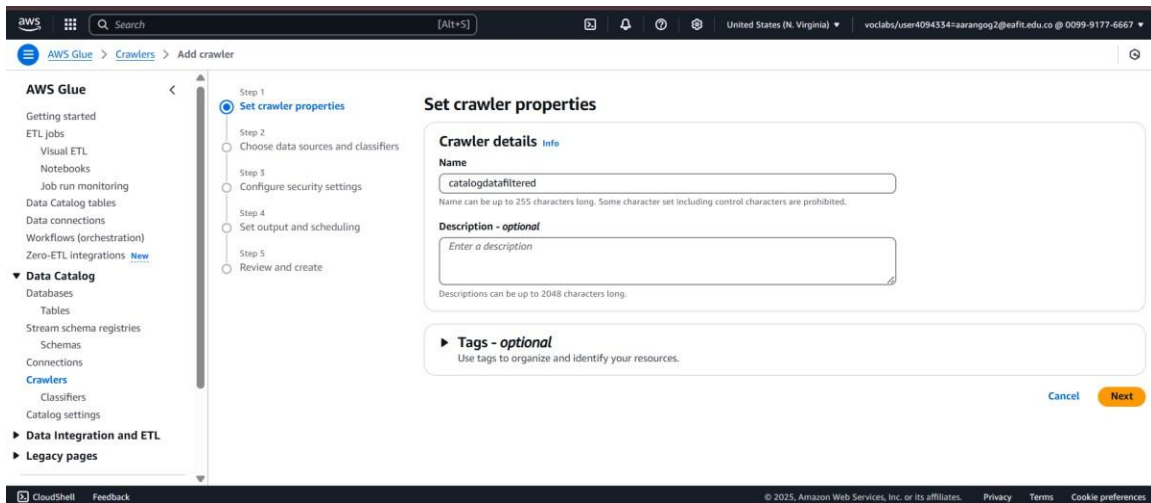 aws
Search
[Alt+S]
United States (N. Virginia)
voclabs/user4094334=aarangog2@eafit.edu.co @ 0099-9177-6667
AWS Glue > Crawlers > Add crawler
AWS Glue
Getting started
ETL jobs
Visual ETL
Notebooks
Job run monitoring
Data Catalog tables
Data connections
Workflows (orchestration)
Zero-ETL integrations New
Data Catalog
Databases
Tables
Stream schema registries
Schemas
Connections
Crawlers
Classifiers
Catalog settings
Data Integration and ETL
Legacy pages
Step 1
Set crawler properties
Step 2
Choose data sources and classifiers
Step 3
Configure security settings
Step 4
Set output and scheduling
Step 5
Review and create
Set crawler properties
Crawler details Info
Name
catalogdatafiltered
Name can be up to 255 characters long. Some character set including control characters are prohibited.
Description - optional
Enter a description
Descriptions can be up to 2048 characters long.
Tags - optional
Use tags to organize and identify your resources.
Cancel
Next
CloudShell Feedback
© 2025, Amazon Web Services, Inc. or its affiliates. Privacy Terms Cookie preferences